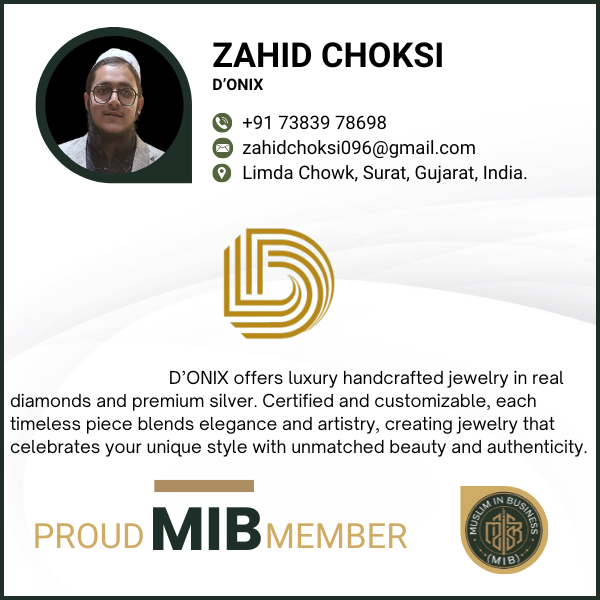 ZAHID CHOKSI
D’ONIX
+91 73839 78698
zahidchoksi096@gmail.com
Limda Chowk, Surat, Gujarat, India.
D’ONIX offers luxury handcrafted jewelry in real
diamonds and premium silver. Certified and customizable, each
timeless piece blends elegance and artistry, creating jewelry that
celebrates your unique style with unmatched beauty and authenticity.
PROUD MIB MEMBER
MUSLIM IN BUSINESS
(MIB)